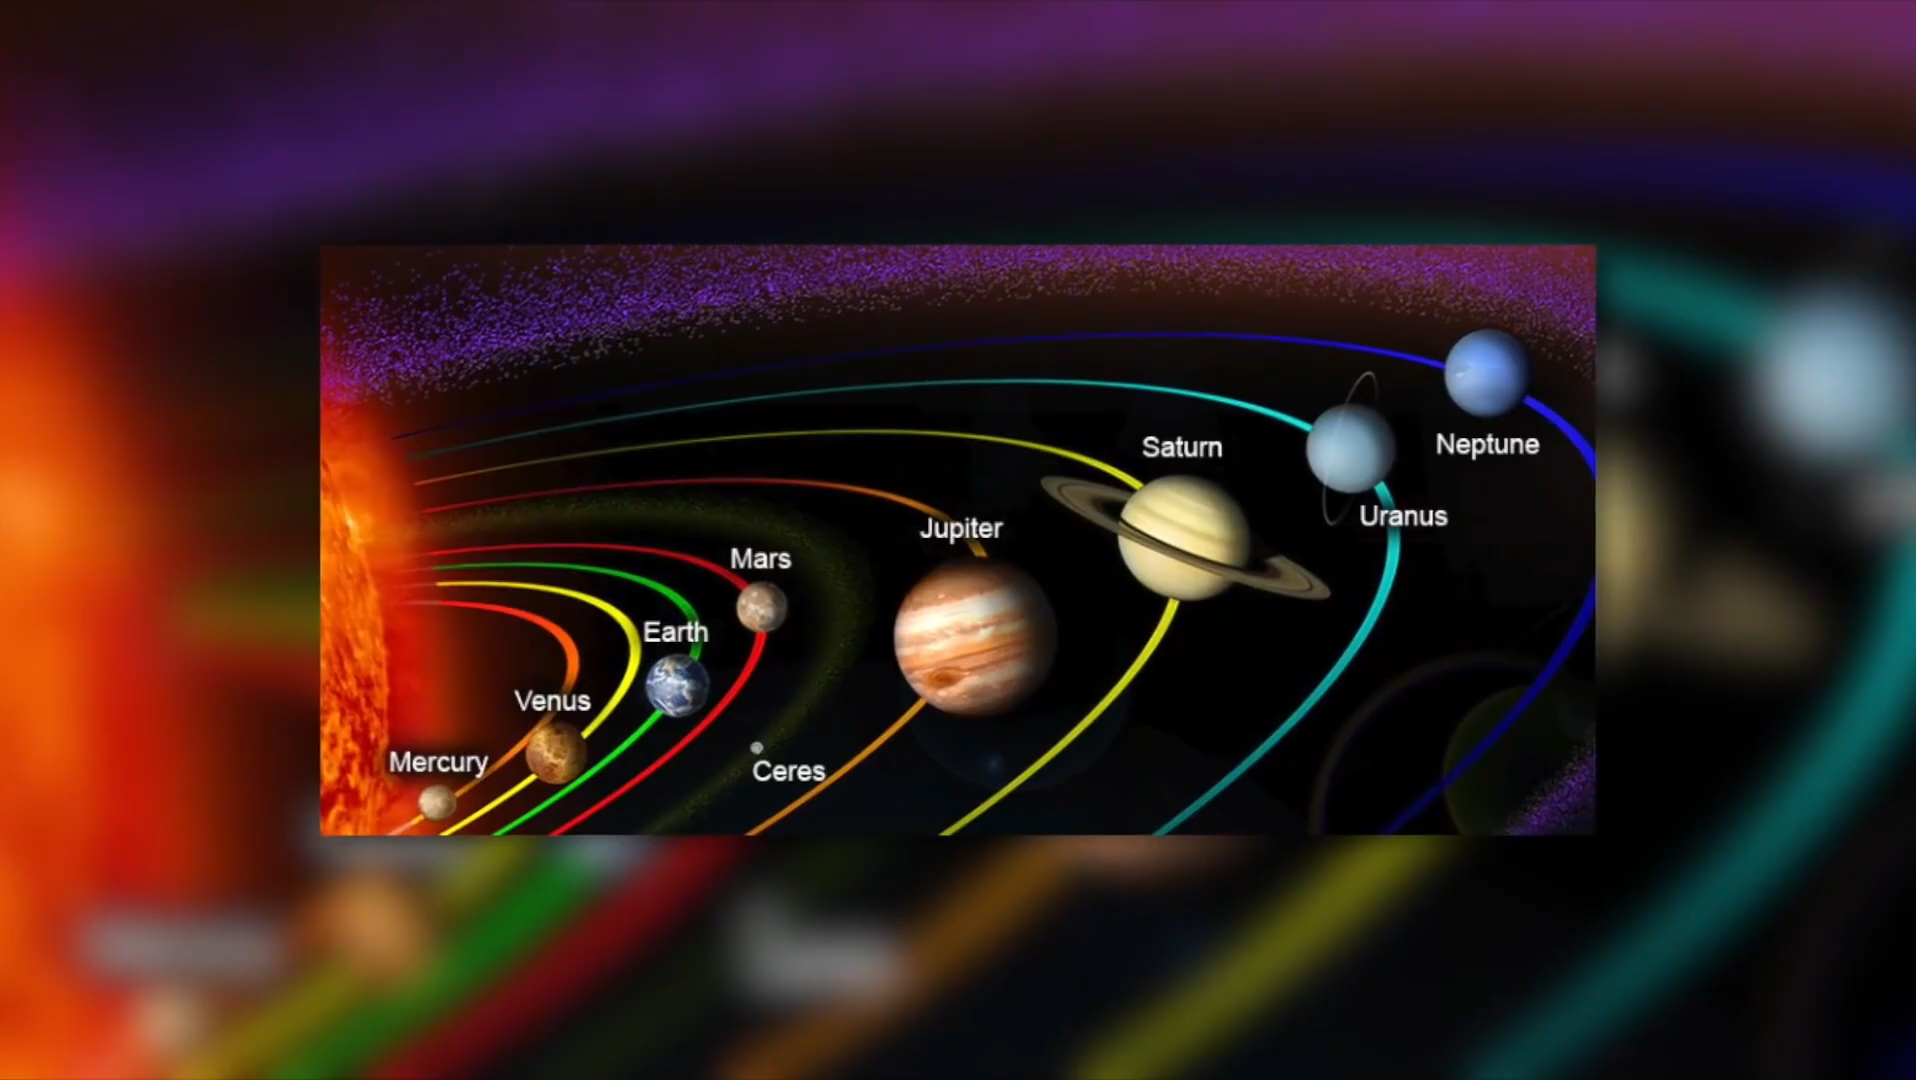 Mercury
Venus
Earth
Mars
Ceres
Jupiter
Saturn
Uranus
Neptune